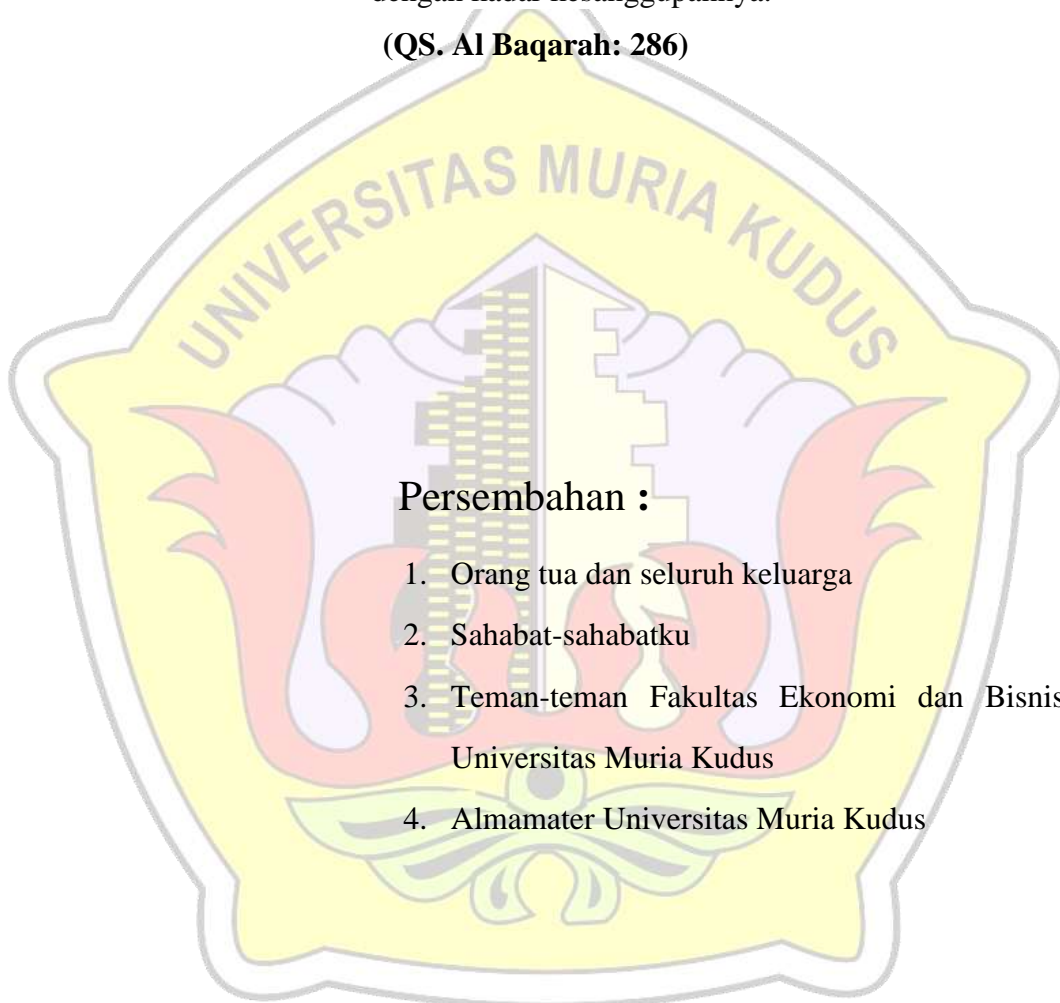 dengan kadar kesanggupannya.
(QS. Al Baqarah: 286)
UNIVERSITAS MURIA KUDUS
Persembahan :
1. Orang tua dan seluruh keluarga
2. Sahabat-sahabatku
3. Teman-teman Fakultas Ekonomi dan Bisnis
Universitas Muria Kudus
4. Almamater Universitas Muria Kudus